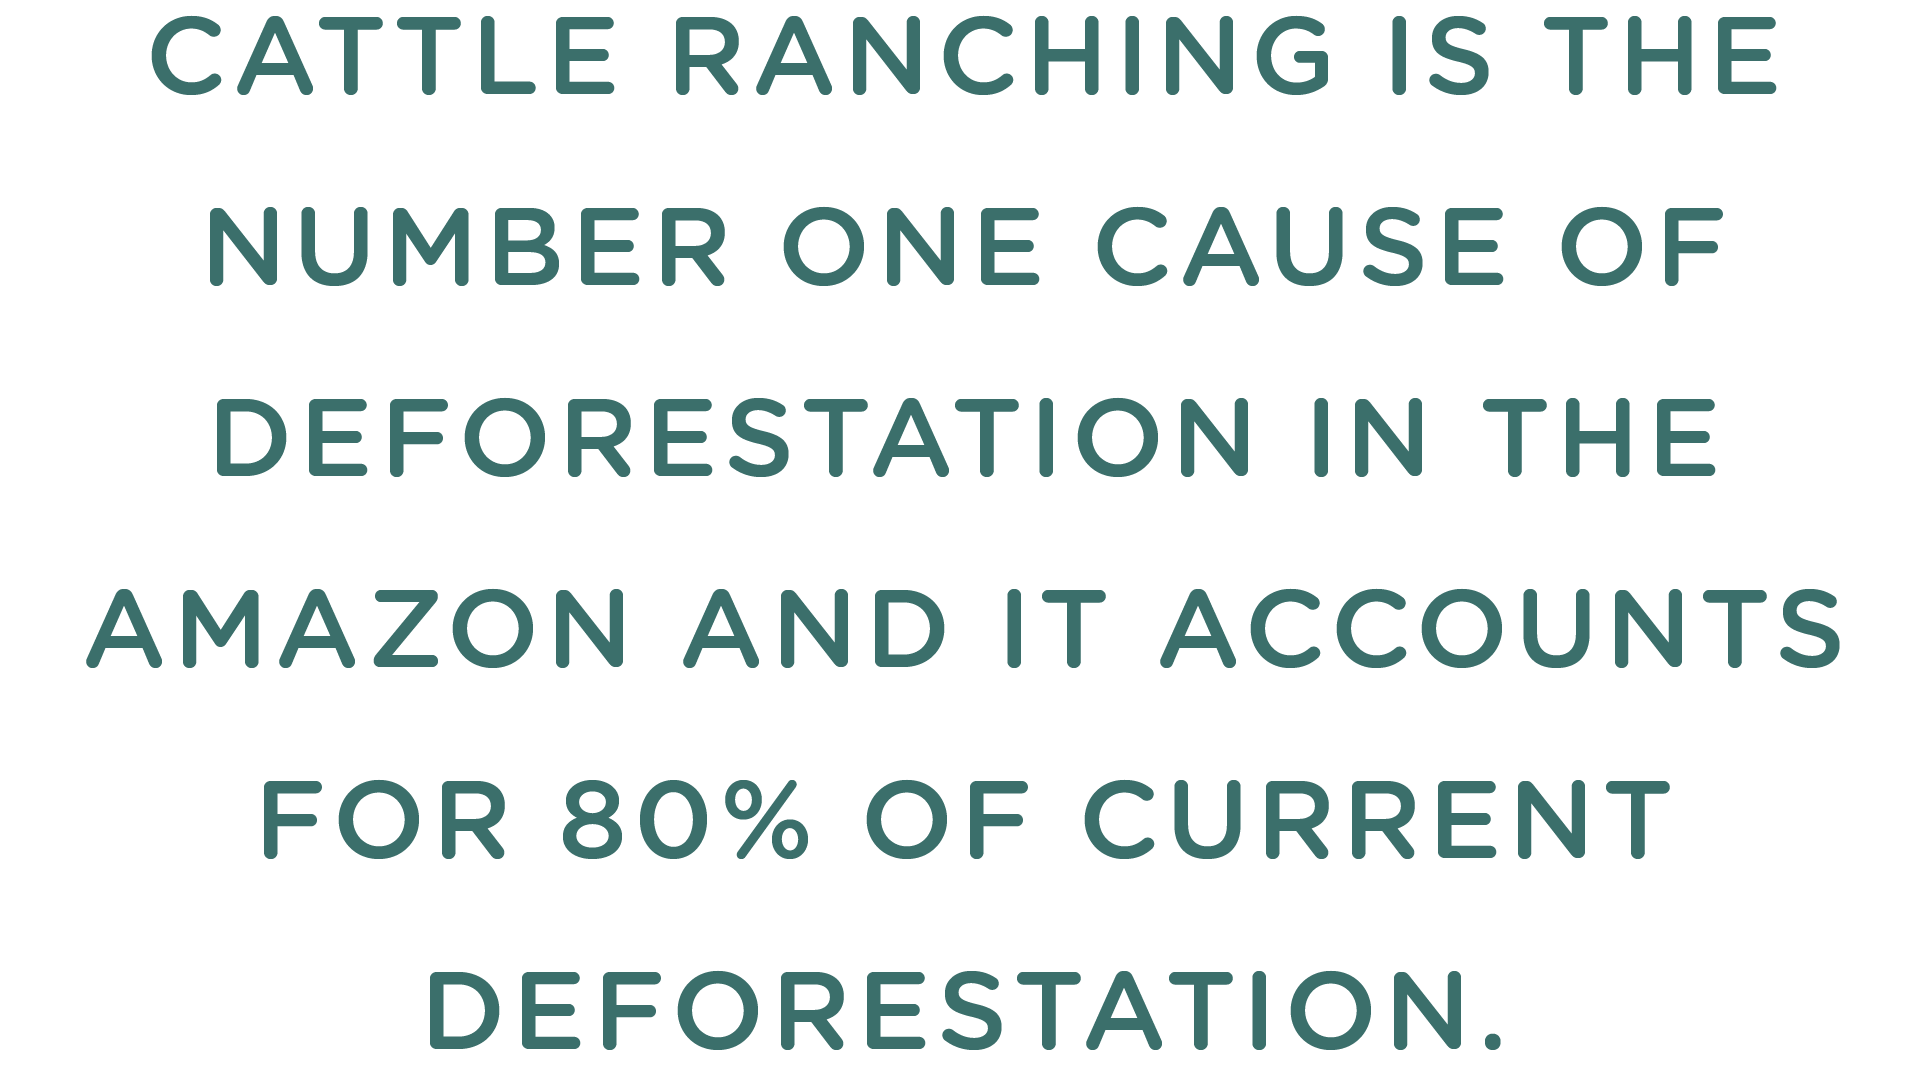 CATTLE RANCHING IS THE
NUMBER ONE CAUSE OF
DEFORESTATION IN THE
AMAZON AND IT ACCOUNTS
FOR 80% OF CURRENT
DEFORESTATION.